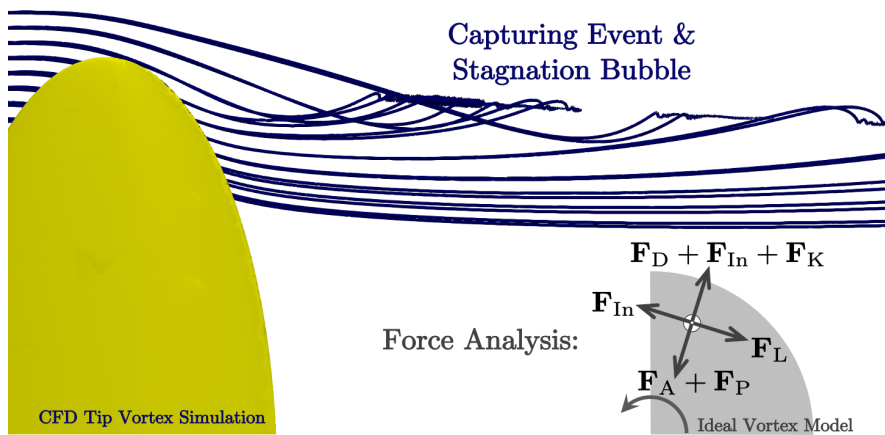 Capturing Event &
Stagnation Bubble
F_D + F_In + F_K
F_In
Force Analysis:
F_L
F_A + F_P
CFD Tip Vortex Simulation
Ideal Vortex Model